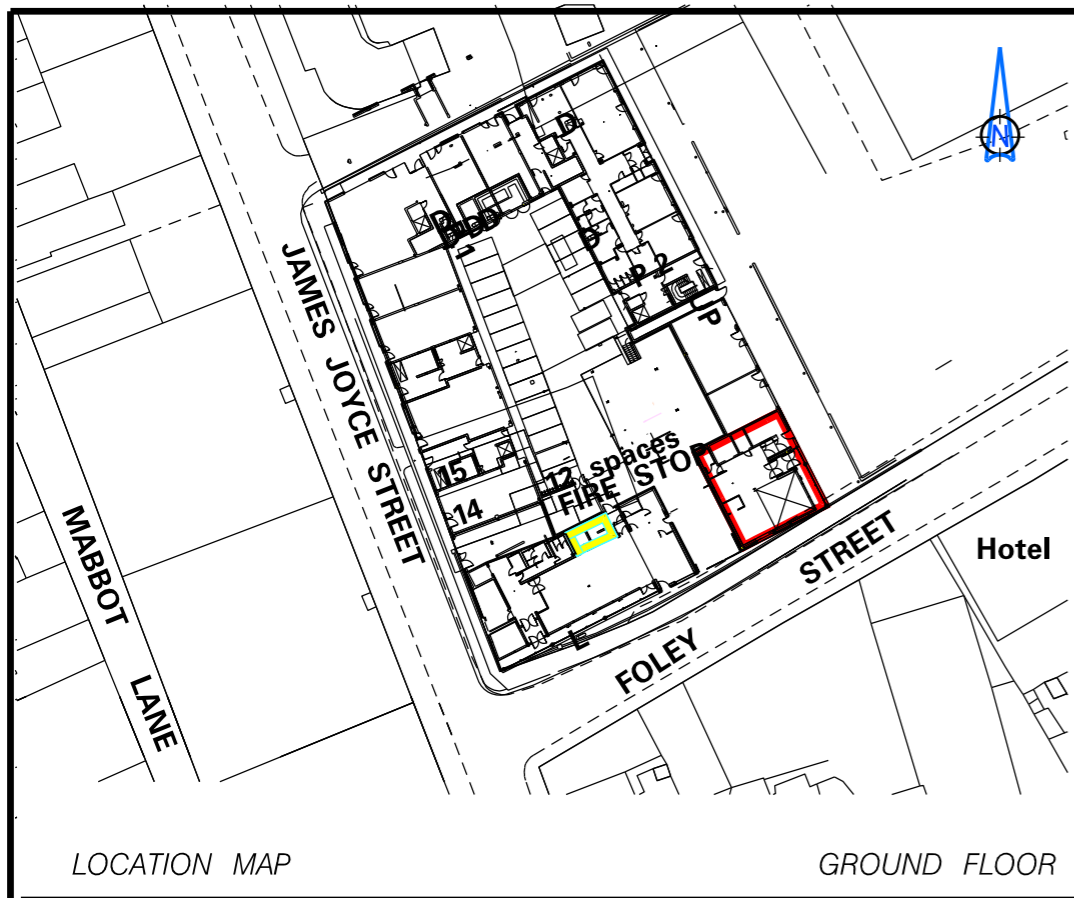 N
D
D
D
1
D
P 2
UP
JAMES JOYCE STREET
15
14
12 spaces
FIRE STOP
MABBOT LANE
FOLEY STREET
Hotel
LOCATION MAP
GROUND FLOOR